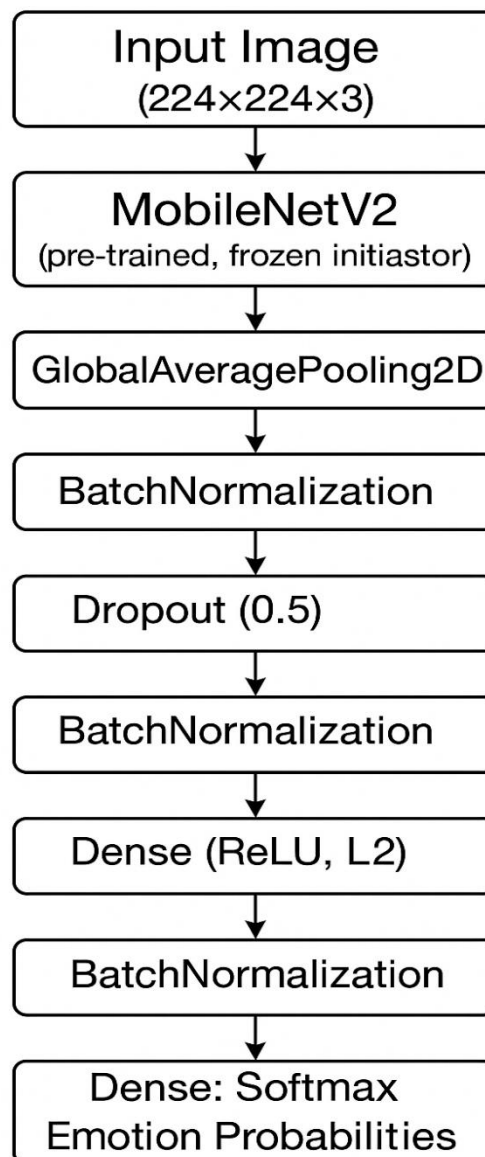 Input Image
(224×224×3)
MobileNetV2
(pre-trained, frozen initiastor)
GlobalAveragePooling2D
BatchNormalization
Dropout (0.5)
BatchNormalization
Dense (ReLU, L2)
BatchNormalization
Dense: Softmax
Emotion Probabilities